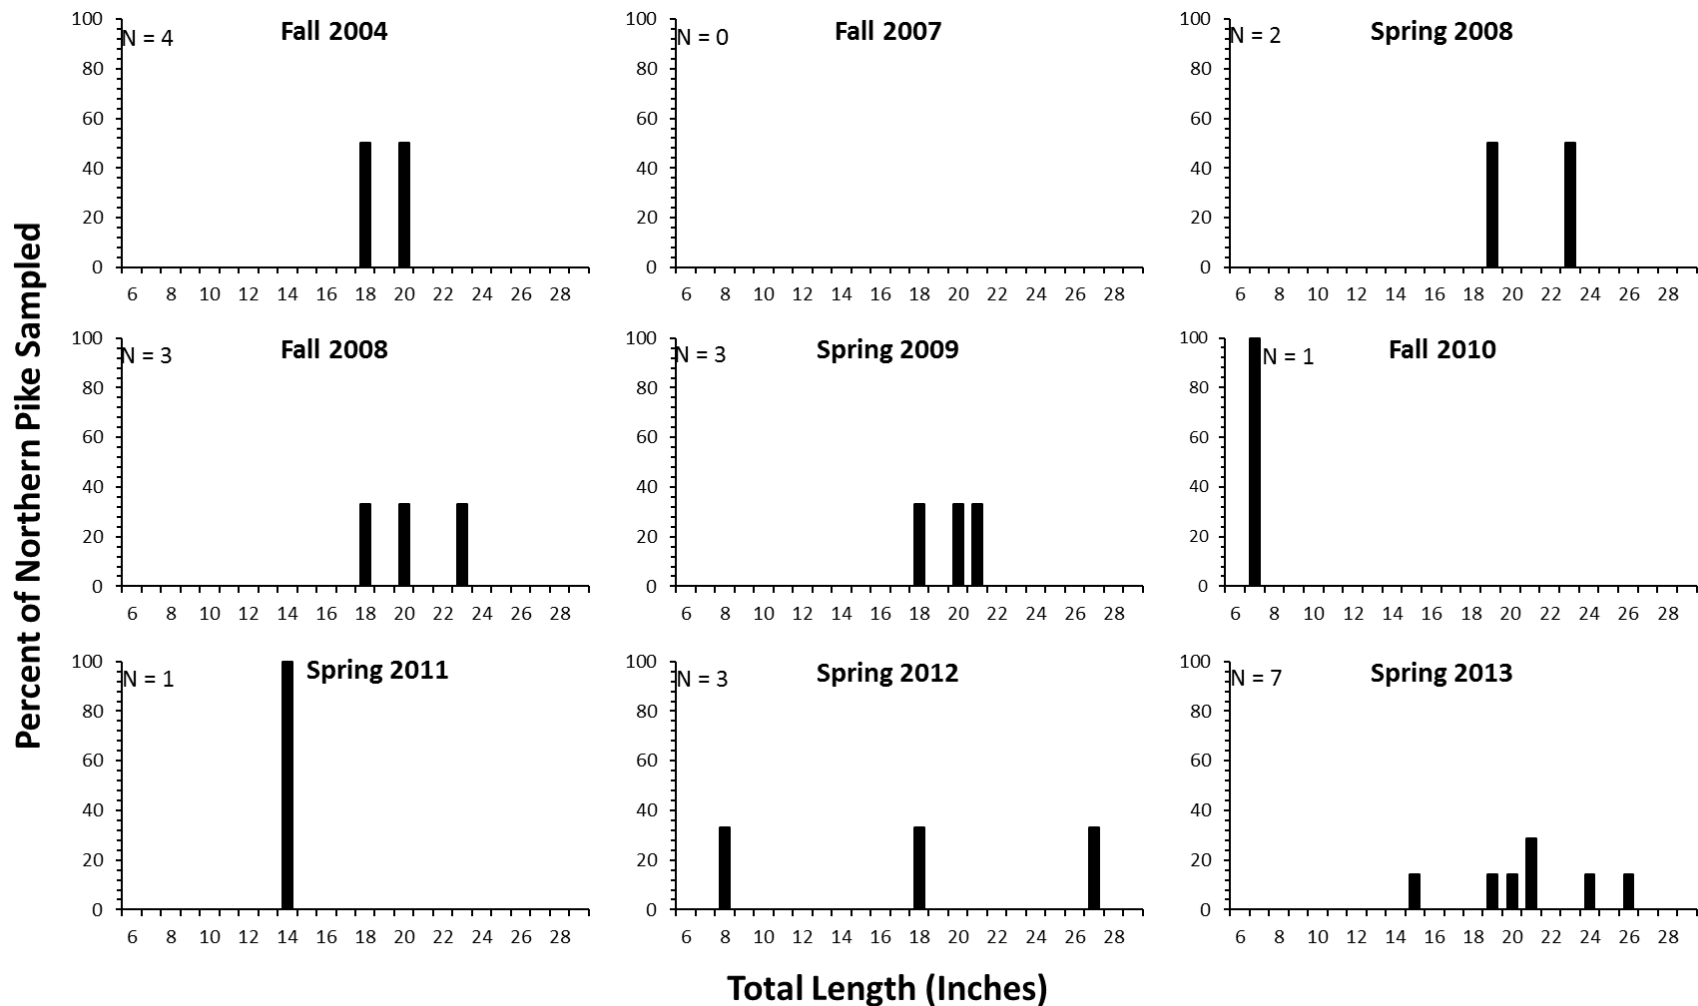 Percent of Northern Pike Sampled
Fall 2004
N = 4
100
80
60
40
20
0
6 8 10 12 14 16 18 20 22 24 26 28
Fall 2007
N = 0
100
80
60
40
20
0
6 8 10 12 14 16 18 20 22 24 26 28
Spring 2008
N = 2
100
80
60
40
20
0
6 8 10 12 14 16 18 20 22 24 26 28
Fall 2008
N = 3
100
80
60
40
20
0
6 8 10 12 14 16 18 20 22 24 26 28
Spring 2009
N = 3
100
80
60
40
20
0
6 8 10 12 14 16 18 20 22 24 26 28
Fall 2010
N = 1
100
80
60
40
20
0
6 8 10 12 14 16 18 20 22 24 26 28
Spring 2011
N = 1
100
80
60
40
20
0
6 8 10 12 14 16 18 20 22 24 26 28
Spring 2012
N = 3
100
80
60
40
20
0
6 8 10 12 14 16 18 20 22 24 26 28
Spring 2013
N = 7
100
80
60
40
20
0
6 8 10 12 14 16 18 20 22 24 26 28
Total Length (Inches)